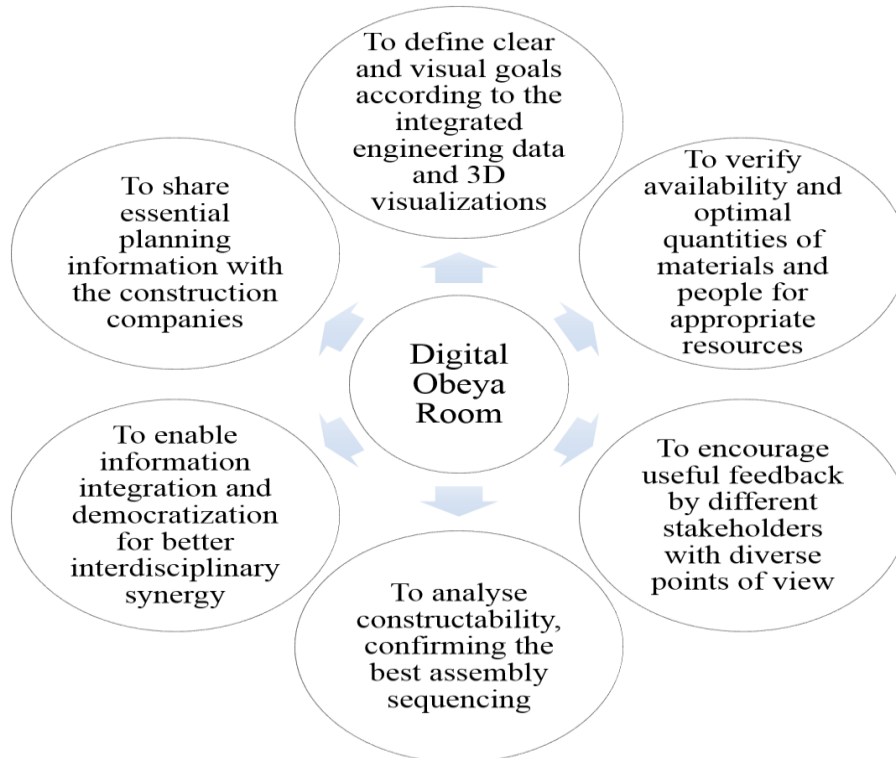 To define clear
and visual goals
according to the
integrated
engineering data
and 3D
visualizations
To verify
availability and
optimal
quantities of
materials and
people for
appropriate
resources
To encourage
useful feedback
by different
stakeholders
with diverse
points of view
To analyse
constructability,
confirming the
best assembly
sequencing
To enable
information
integration and
democratization
for better
interdisciplinary
synergy
To share
essential
planning
information with
the construction
companies
Digital
Obeya
Room